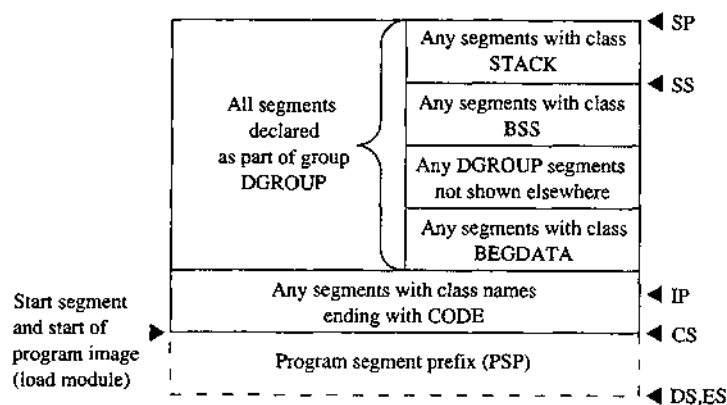 SP
Any segments with class
STACK
SS
All segments
declared
as part of group
DGROUP
Any segments with class
BSS
Any DGROUP segments
not shown elsewhere
Any segments with class
BEGDATA
Any segments with class names
ending with CODE
IP
Start segment
and start of
program image
(load module)
CS
Program segment prefix (PSP)
DS,ES